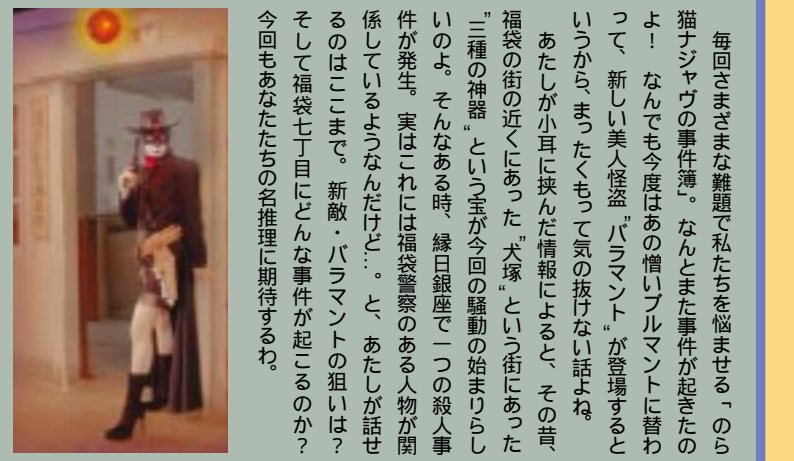 毎回さまざまな難題で私たちを悩ませる「のら
猫ナジャヴの事件簿」。なんとまた事件が起きたの
よ！　なんでも今度はあの憎いブルマントに替わ
って、新しい美人怪盗〝バラマント〟が登場すると
いうから、まったくもって気の抜けない話よね。
　あたしが小耳に挟んだ情報によると、その昔、
福袋の街の近くにあった〝犬塚〟という街にあった
〝三種の神器〟という宝が今回の騒動の始まりらし
いのよ。そんなある時、縁日銀座で一つの殺人事
件が発生。実はこれには福袋警察のある人物が関
係しているようなんだけど…。と、あたしが話せ
るのはここまで。新敵・バラマントの狙いは？
そして福袋七丁目にどんな事件が起こるのか？
今回もあなたたちの名推理に期待するわ。